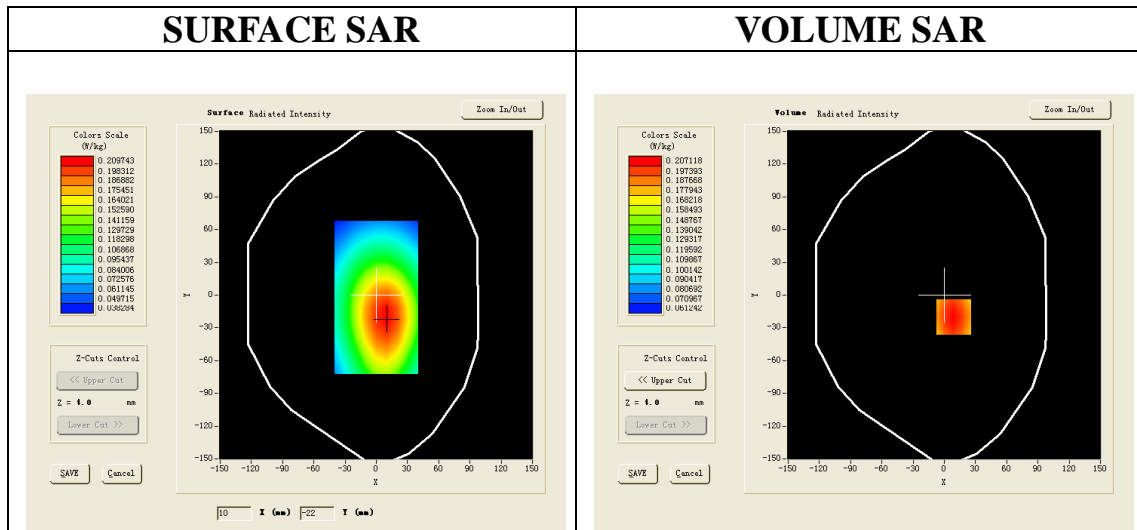 SURFACE SAR
VOLUME SAR
Surface Radiated Intensity
Zoom In/Out
Colors Scale
(W/kg)
0.209743
0.198312
0.186882
0.175451
0.164021
0.152590
0.141159
0.129729
0.118298
0.106868
0.095437
0.084006
0.072576
0.061145
0.049715
0.038284
150
120
90
60
30
0
-30
-60
-90
-120
-150
Y
-150 -120 -90 -60 -30 0 30 60 90 120 150
X
Z-Cuts Control
<< Upper Cut
Z = 4.0 mm
Lower Cut >>
SAVE
Cancel
10 X (mm) -22 Y (mm)
Volume Radiated Intensity
Zoom In/Out
Colors Scale
(W/kg)
0.207118
0.197393
0.187668
0.177943
0.168218
0.158493
0.148767
0.139042
0.129317
0.119592
0.109867
0.100142
0.090417
0.080692
0.070967
0.061242
150
120
90
60
30
0
-30
-60
-90
-120
-150
Y
-150 -120 -90 -60 -30 0 30 60 90 120 150
X
Z-Cuts Control
<< Upper Cut
Z = 4.0 mm
Lower Cut >>
SAVE
Cancel